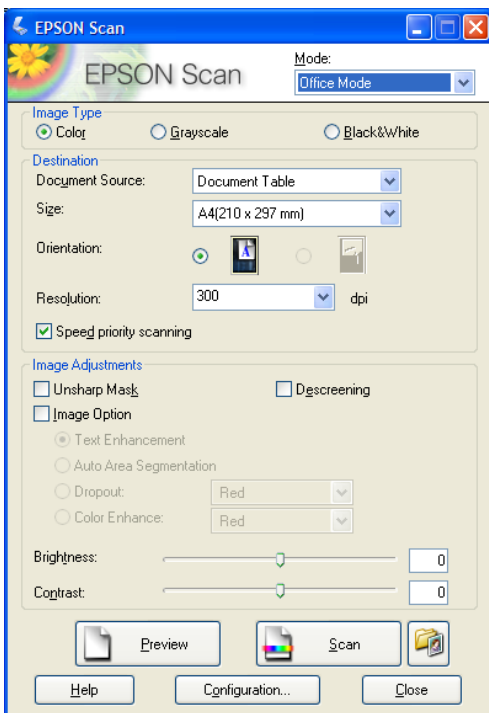 EPSON Scan
EPSON Scan
Mode:
Office Mode
Image Type
Color Grayscale Black&White
Destination
Document Source: Document Table
Size: A4(210 x 297 mm)
Orientation: A
Resolution: 300 dpi
Speed priority scanning
Image Adjustments
Unsharp Mask Descreening
Image Option
Text Enhancement
Auto Area Segmentation
Dropout: Red
Color Enhance: Red
Brightness: 0
Contrast: 0
Preview Scan
Help Configuration... Close